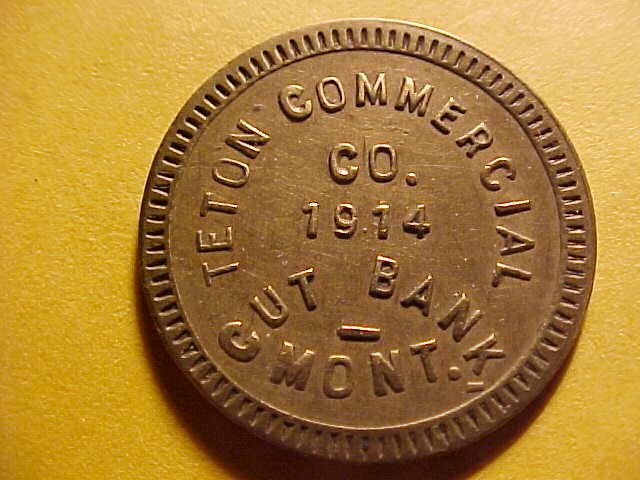 TETON COMMERCIAL
CO.
1914
CUT BANK
MONT.